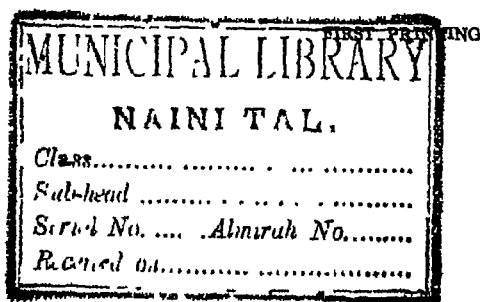 FIRST PRINTING
MUNICIPAL LIBRARY
NAINI TAL.
Class.......................................
Sub-head .................................
Serial No. .... .Almirah No.........
Received on.............................